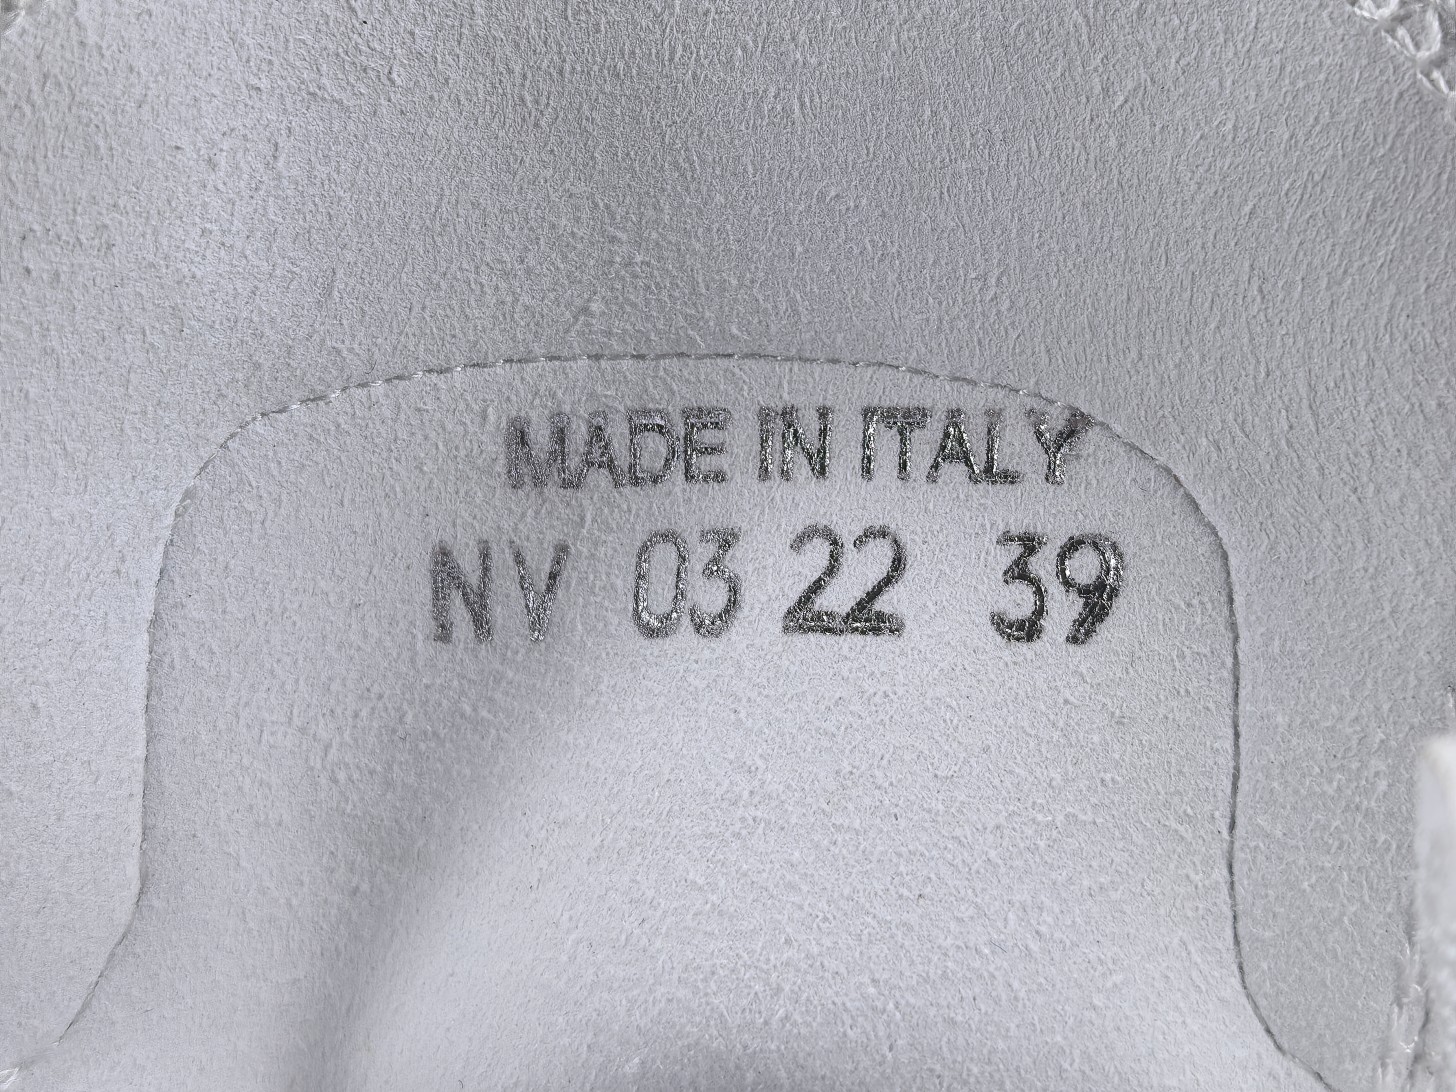 MADE IN ITALY
NV 03 22 39